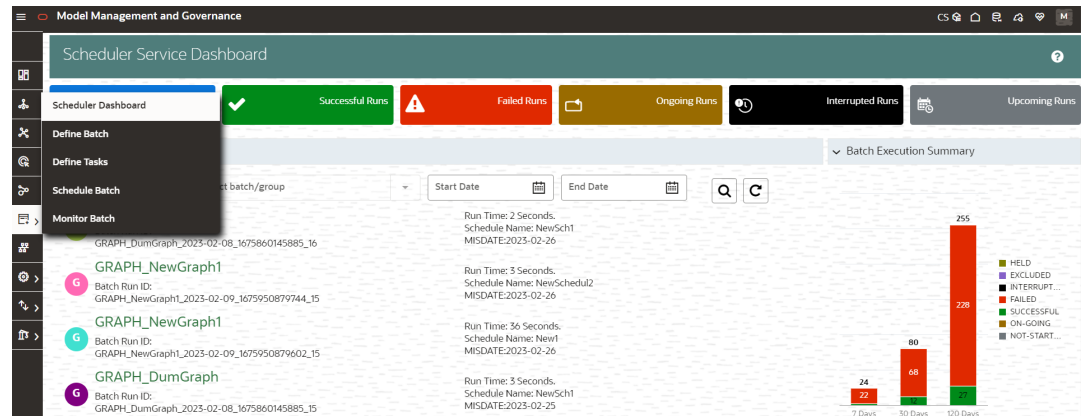 Model Management and Governance
CS
M
Scheduler Service Dashboard
?
Scheduler Dashboard
Define Batch
Define Tasks
Schedule Batch
Monitor Batch
Successful Runs
Failed Runs
Ongoing Runs
Interrupted Runs
Upcoming Runs
ct batch/group
Start Date
End Date
GRAPH_DumGraph_2023-02-08_1675860145885_16
Run Time: 2 Seconds.
Schedule Name: NewSch1
MISDATE:2023-02-26
G
GRAPH_NewGraph1
Batch Run ID:
GRAPH_NewGraph1_2023-02-09_1675950879744_15
Run Time: 3 Seconds.
Schedule Name: NewSchedul2
MISDATE:2023-02-26
G
GRAPH_NewGraph1
Batch Run ID:
GRAPH_NewGraph1_2023-02-09_1675950879602_15
Run Time: 36 Seconds.
Schedule Name: New1
MISDATE:2023-02-26
G
GRAPH_DumGraph
Batch Run ID:
GRAPH_DumGraph_2023-02-08_1675860145885_15
Run Time: 3 Seconds.
Schedule Name: NewSch1
MISDATE:2023-02-25
Batch Execution Summary
255
228
27
80
68
12
24
22
7 Days
30 Days
120 Days
HELD
EXCLUDED
INTERRUPT...
FAILED
SUCCESSFUL
ON-GOING
NOT-START...